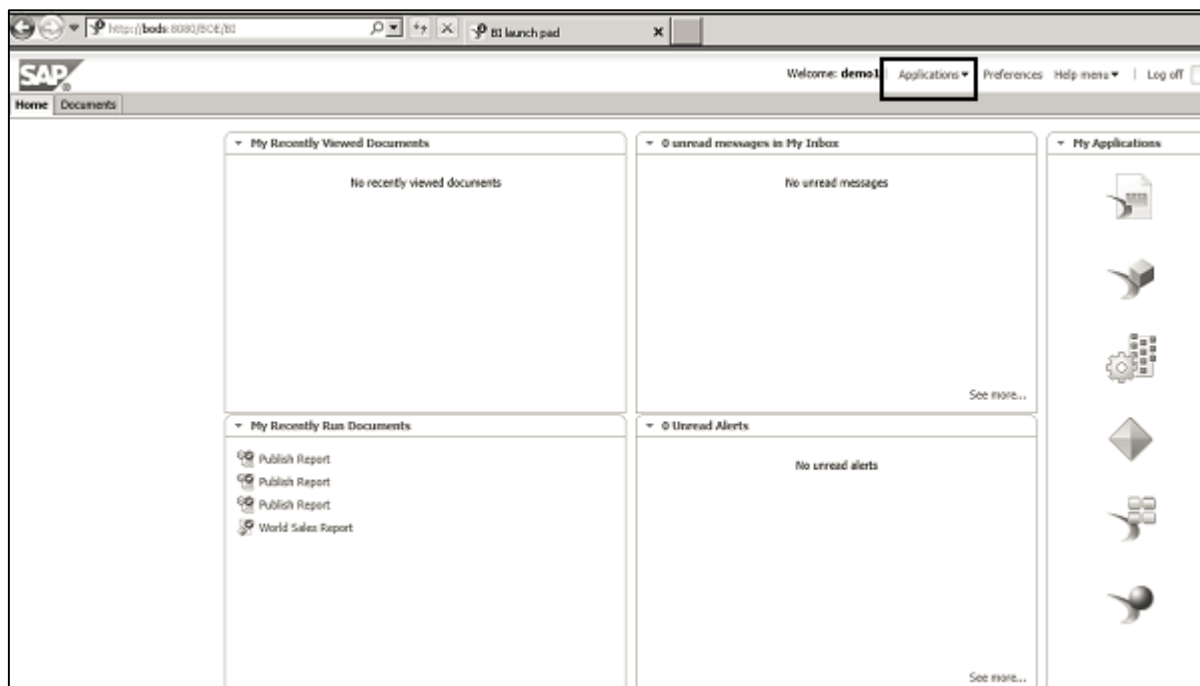 http://bods:8080/BOE/BI
BI launch pad
SAP
Welcome: demo1 Applications Preferences Help menu | Log off
Home Documents
My Recently Viewed Documents
No recently viewed documents
0 unread messages in My Inbox
No unread messages
See more...
My Applications
My Recently Run Documents
Publish Report
Publish Report
Publish Report
World Sales Report
0 Unread Alerts
No unread alerts
See more...